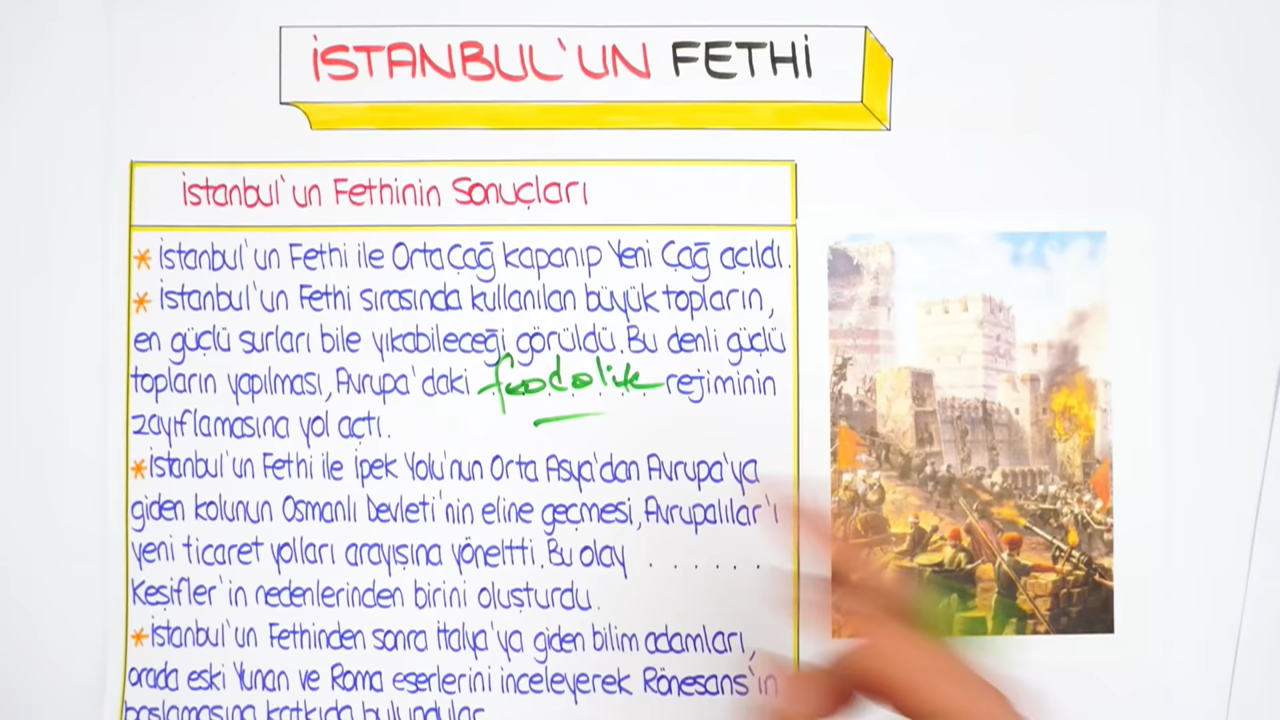 İSTANBUL'UN FETHİ
İstanbul'un Fethinin Sonuçları
* İstanbul'un Fethi ile Orta Çağ kapanıp Yeni Çağ açıldı.
* İstanbul'un Fethi sırasında kullanılan büyük topların,
en güçlü surları bile yıkabileceği görüldü. Bu denli güçlü
topların yapılması, Avrupa'daki feodolite rejiminin
zayıflamasına yol açtı.
* İstanbul'un Fethi ile İpek Yolu'nun Orta Asya'dan Avrupa'ya
giden kolunun Osmanlı Devleti'nin eline geçmesi, Avrupalılar'ı
yeni ticaret yolları arayışına yöneltti. Bu olay . . . . . .
Keşifler'in nedenlerinden birini oluşturdu.
* İstanbul'un Fethinden sonra İtalya'ya giden bilim adamları,
orada eski Yunan ve Roma eserlerini inceleyerek Rönesans'ın
başlamasına katkıda bulundular